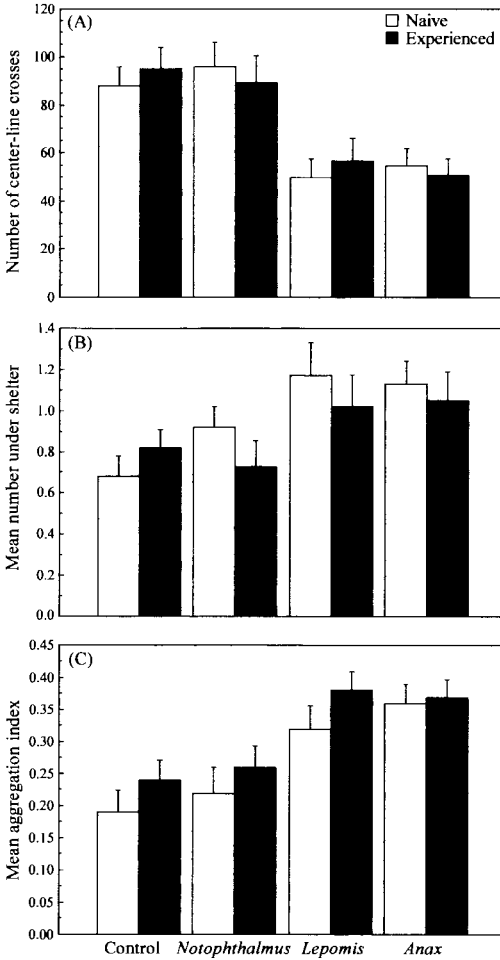 (A)
Naive
Experienced
Number of center-line crosses
120
100
80
60
40
20
0
(B)
Mean number under shelter
1.4
1.2
1.0
0.8
0.6
0.4
0.2
0.0
(C)
Mean aggregation index
0.45
0.40
0.35
0.30
0.25
0.20
0.15
0.10
0.05
0.00
Control Notophthalmus Lepomis Anax